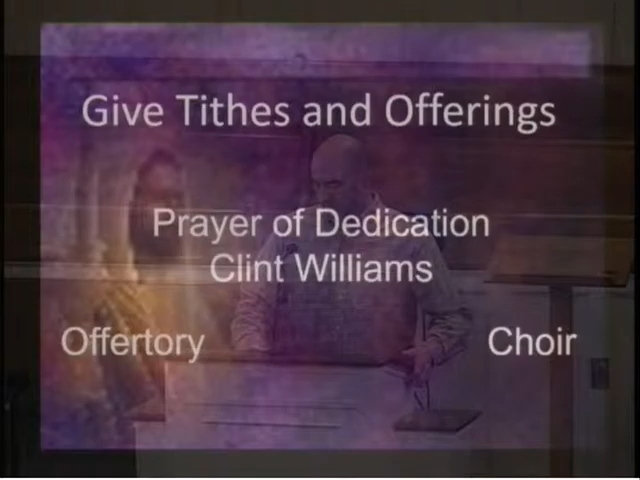 Give Tithes and Offerings
Prayer of Dedication
Clint Williams
Offertory Choir